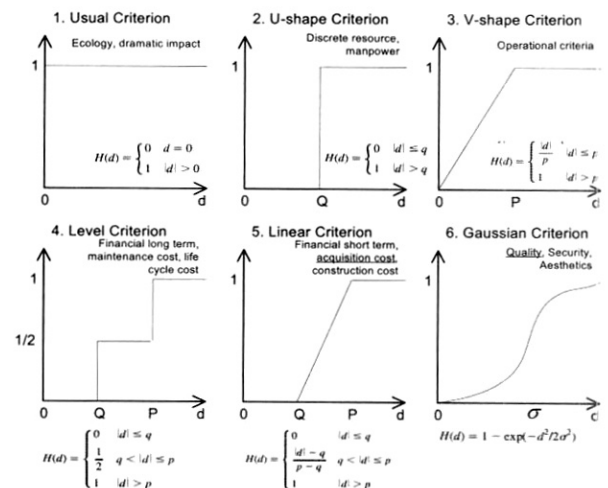 1. Usual Criterion
Ecology, dramatic impact
1
H(d) = { 0 d = 0
1 |d| > 0
0 d
2. U-shape Criterion
Discrete resource,
manpower
1
H(d) = { 0 |d| ≤ q
1 |d| > q
0 Q d
3. V-shape Criterion
Operational criteria
1
H(d) = { |d|/p |d| ≤ p
1 |d| > p
0 P d
4. Level Criterion
Financial long term,
maintenance cost, life
cycle cost
1
1/2
0 Q P d
H(d) = { 0 |d| ≤ q
1/2 q < |d| ≤ p
1 |d| > p
5. Linear Criterion
Financial short term,
acquisition cost,
construction cost
1
0 Q P d
H(d) = { 0 |d| ≤ q
|d| − q / p − q q < |d| ≤ p
1 |d| > p
6. Gaussian Criterion
Quality, Security,
Aesthetics
1
0 σ d
H(d) = 1 − exp(−d²/2σ²)